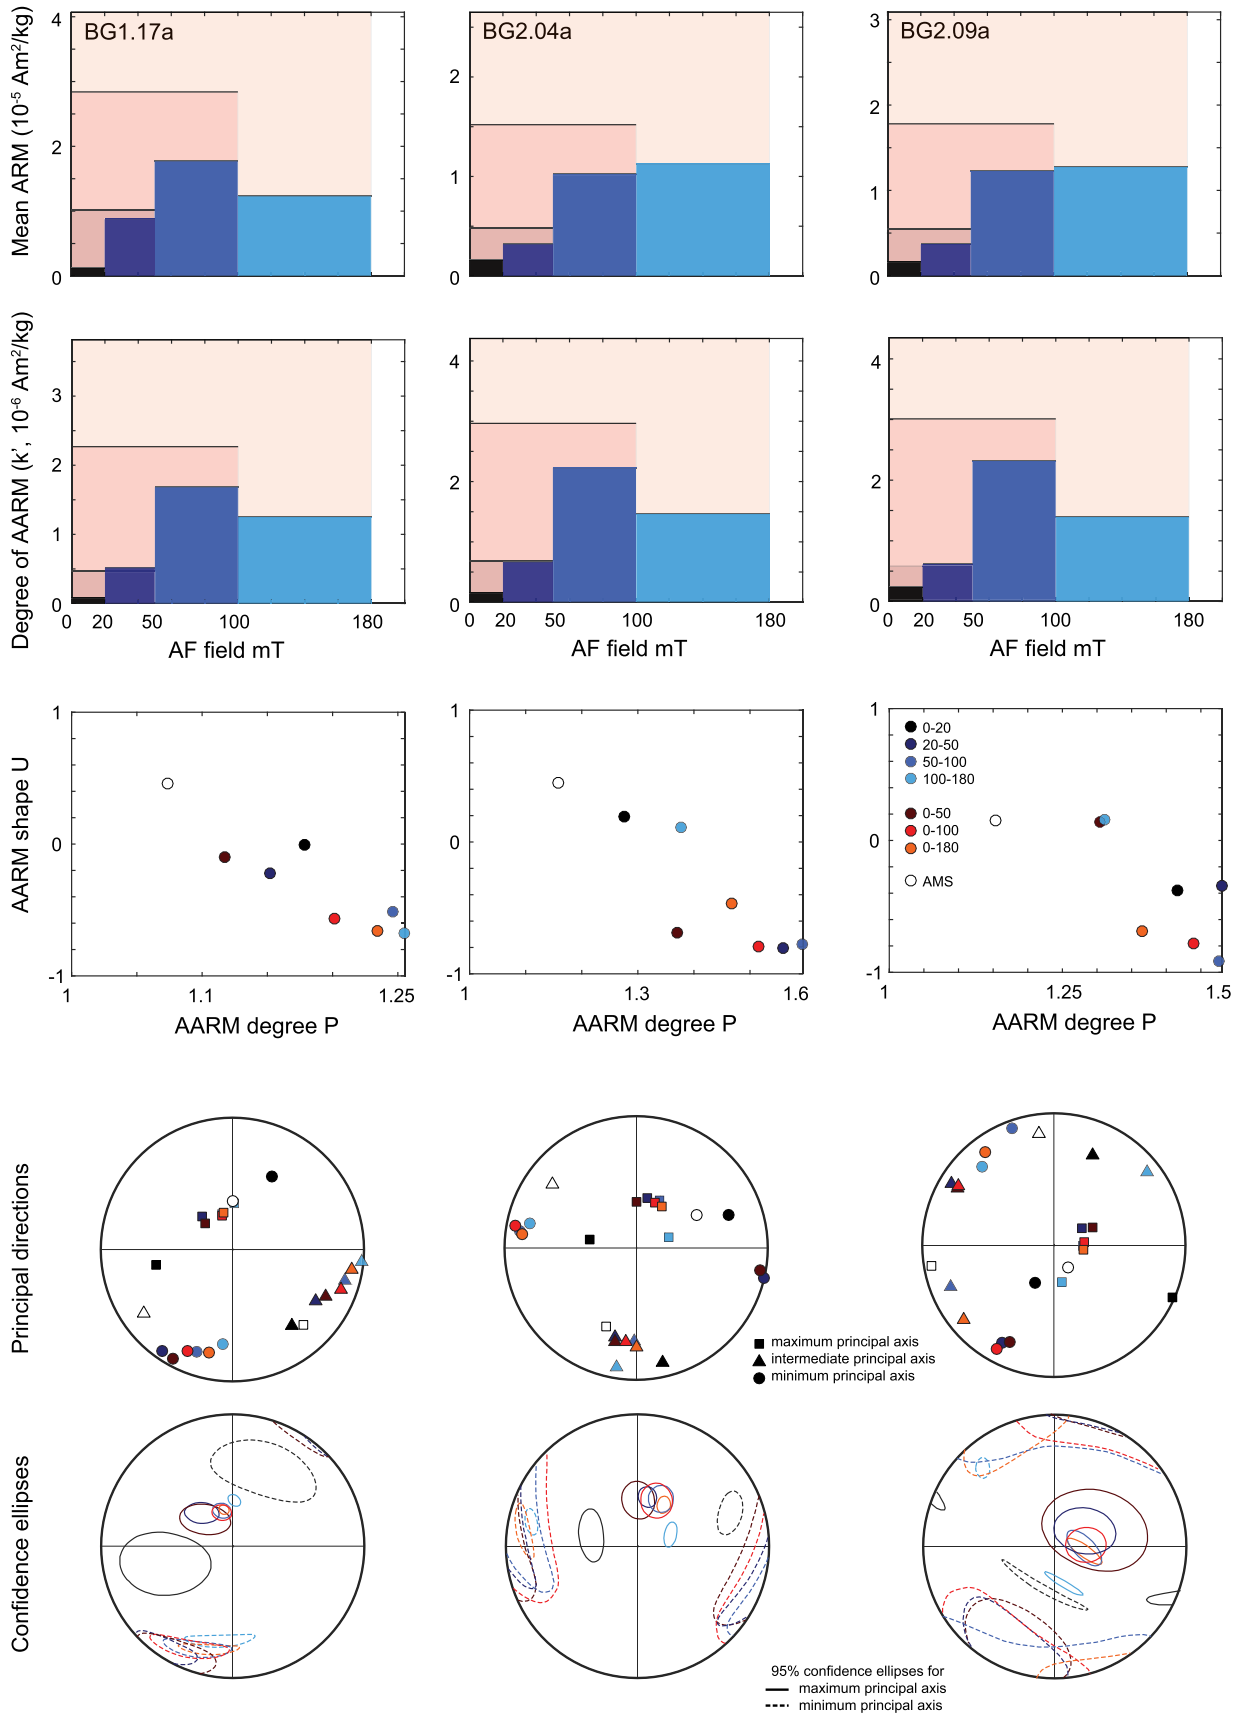 BG1.17a
BG2.04a
BG2.09a
Mean ARM (10⁻⁵ Am²/kg)
4
2
0
2
1
0
3
2
1
0
Degree of AARM (k', 10⁻⁶ Am²/kg)
3
2
1
0
4
2
0
4
2
0
0 20 50 100 180
0 20 50 100 180
0 20 50 100 180
AF field mT
AF field mT
AF field mT
AARM shape U
1
0
-1
1
0
-1
1
0
-1
0-20
20-50
50-100
100-180
0-50
0-100
0-180
AMS
1 1.1 1.25
1 1.3 1.6
1 1.25 1.5
AARM degree P
AARM degree P
AARM degree P
Principal directions
maximum principal axis
intermediate principal axis
minimum principal axis
Confidence ellipses
95% confidence ellipses for
maximum principal axis
minimum principal axis